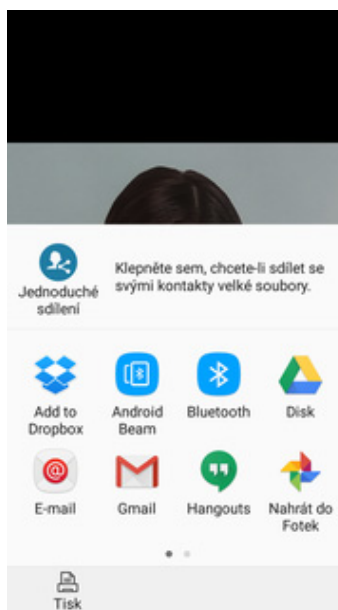 Jednoduché
sdílení
Klepněte sem, chcete-li sdílet se
svými kontakty velké soubory.
Add to
Dropbox
Android
Beam
Bluetooth
Disk
E-mail
Gmail
Hangouts
Nahrát do
Fotek
Tisk